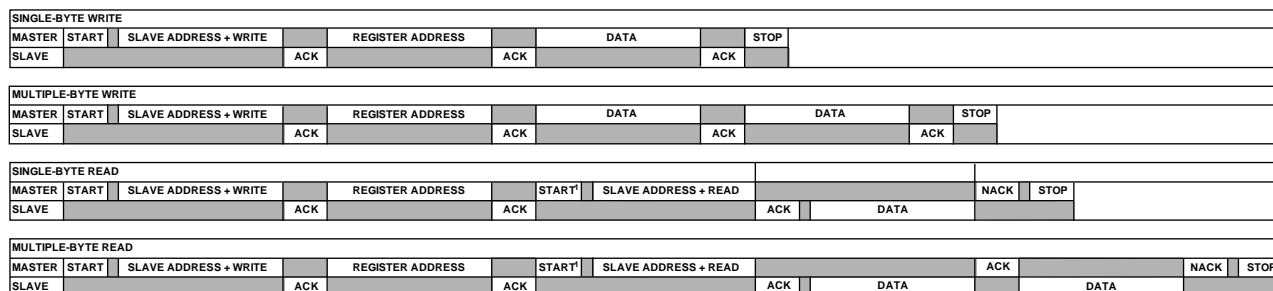 SINGLE-BYTE WRITE
MASTER START SLAVE ADDRESS + WRITE REGISTER ADDRESS DATA STOP
SLAVE ACK ACK ACK
MULTIPLE-BYTE WRITE
MASTER START SLAVE ADDRESS + WRITE REGISTER ADDRESS DATA DATA STOP
SLAVE ACK ACK ACK ACK
SINGLE-BYTE READ
MASTER START SLAVE ADDRESS + WRITE REGISTER ADDRESS START¹ SLAVE ADDRESS + READ NACK STOP
SLAVE ACK ACK ACK DATA
MULTIPLE-BYTE READ
MASTER START SLAVE ADDRESS + WRITE REGISTER ADDRESS START¹ SLAVE ADDRESS + READ ACK NACK STOP
SLAVE ACK ACK ACK DATA DATA